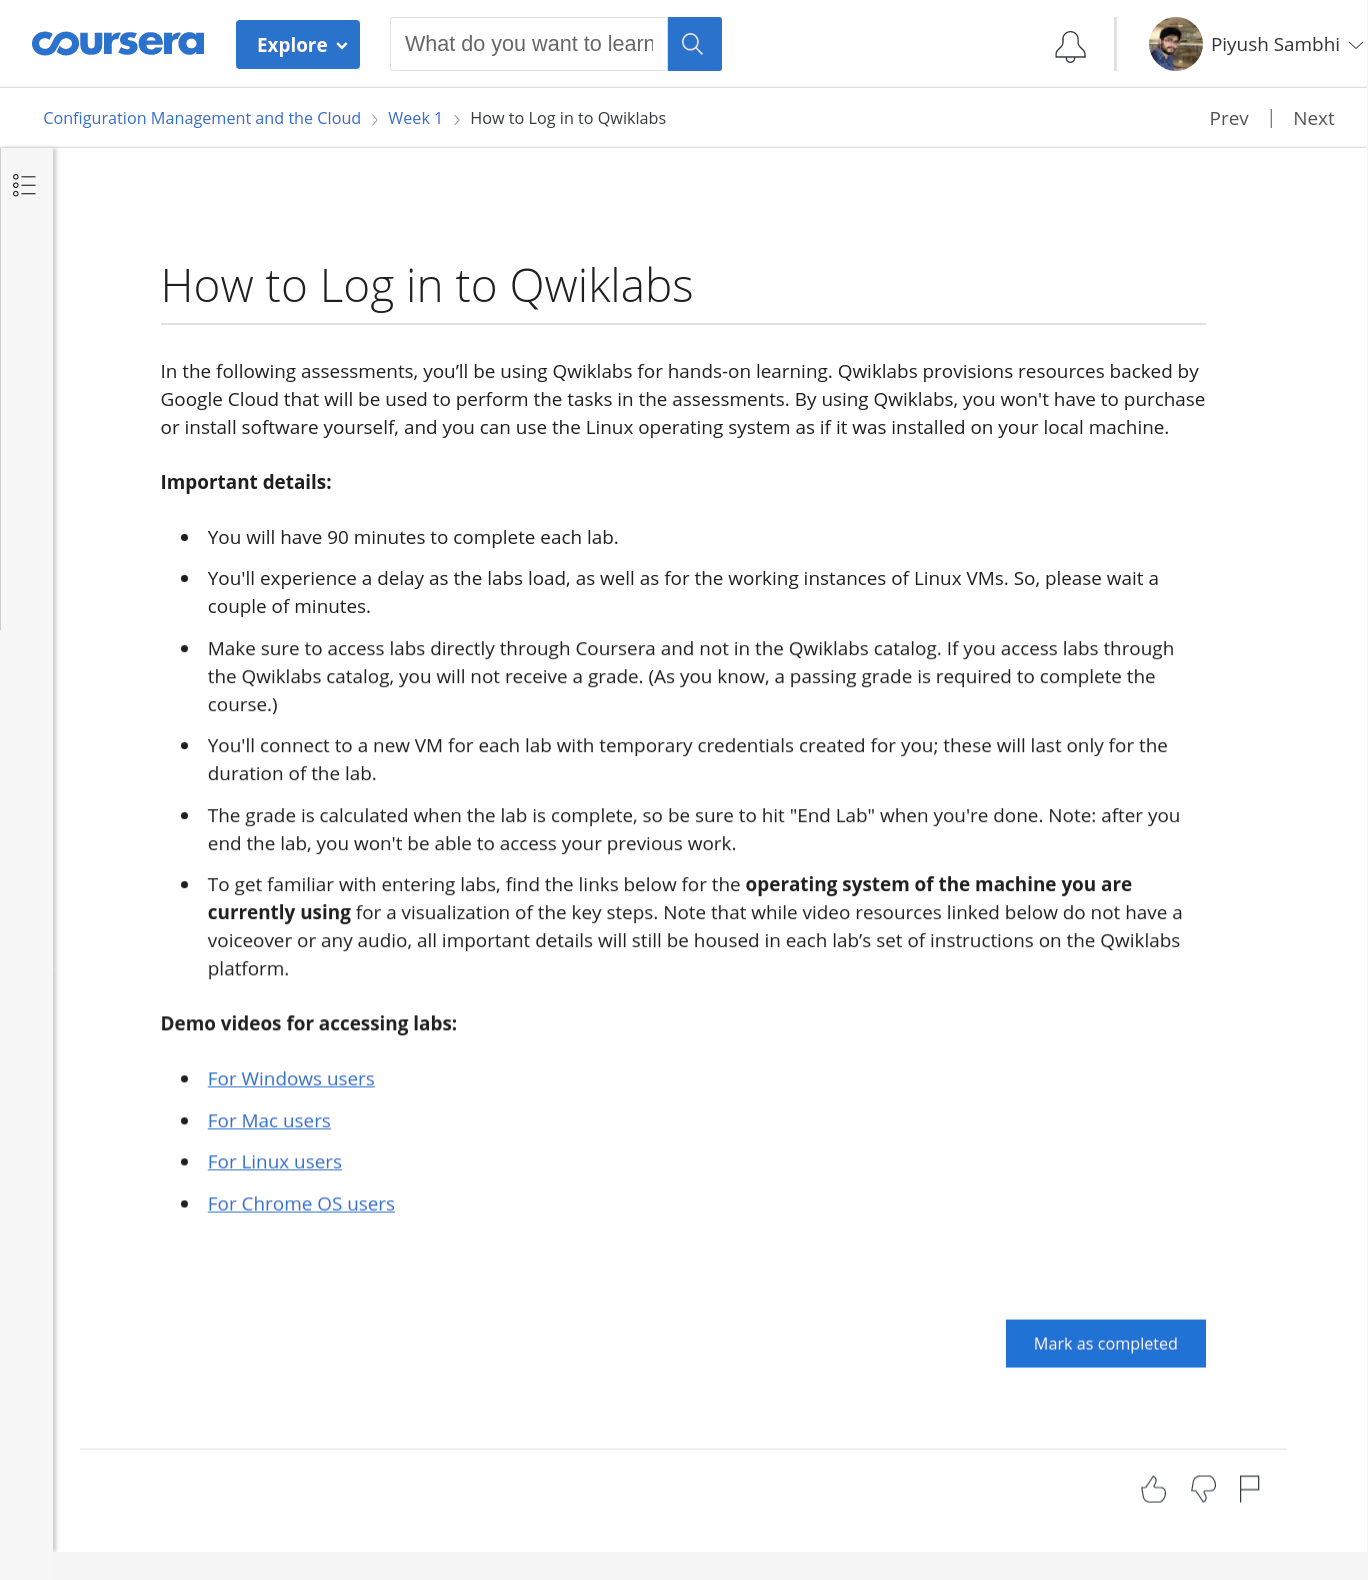 coursera
Explore
What do you want to learn
Piyush Sambhi
Configuration Management and the Cloud > Week 1 > How to Log in to Qwiklabs
Prev | Next
How to Log in to Qwiklabs
In the following assessments, you’ll be using Qwiklabs for hands-on learning. Qwiklabs provisions resources backed by
Google Cloud that will be used to perform the tasks in the assessments. By using Qwiklabs, you won't have to purchase
or install software yourself, and you can use the Linux operating system as if it was installed on your local machine.
Important details:
You will have 90 minutes to complete each lab.
You'll experience a delay as the labs load, as well as for the working instances of Linux VMs. So, please wait a
couple of minutes.
Make sure to access labs directly through Coursera and not in the Qwiklabs catalog. If you access labs through
the Qwiklabs catalog, you will not receive a grade. (As you know, a passing grade is required to complete the
course.)
You'll connect to a new VM for each lab with temporary credentials created for you; these will last only for the
duration of the lab.
The grade is calculated when the lab is complete, so be sure to hit "End Lab" when you're done. Note: after you
end the lab, you won't be able to access your previous work.
To get familiar with entering labs, find the links below for the operating system of the machine you are
currently using for a visualization of the key steps. Note that while video resources linked below do not have a
voiceover or any audio, all important details will still be housed in each lab’s set of instructions on the Qwiklabs
platform.
Demo videos for accessing labs:
For Windows users
For Mac users
For Linux users
For Chrome OS users
Mark as completed